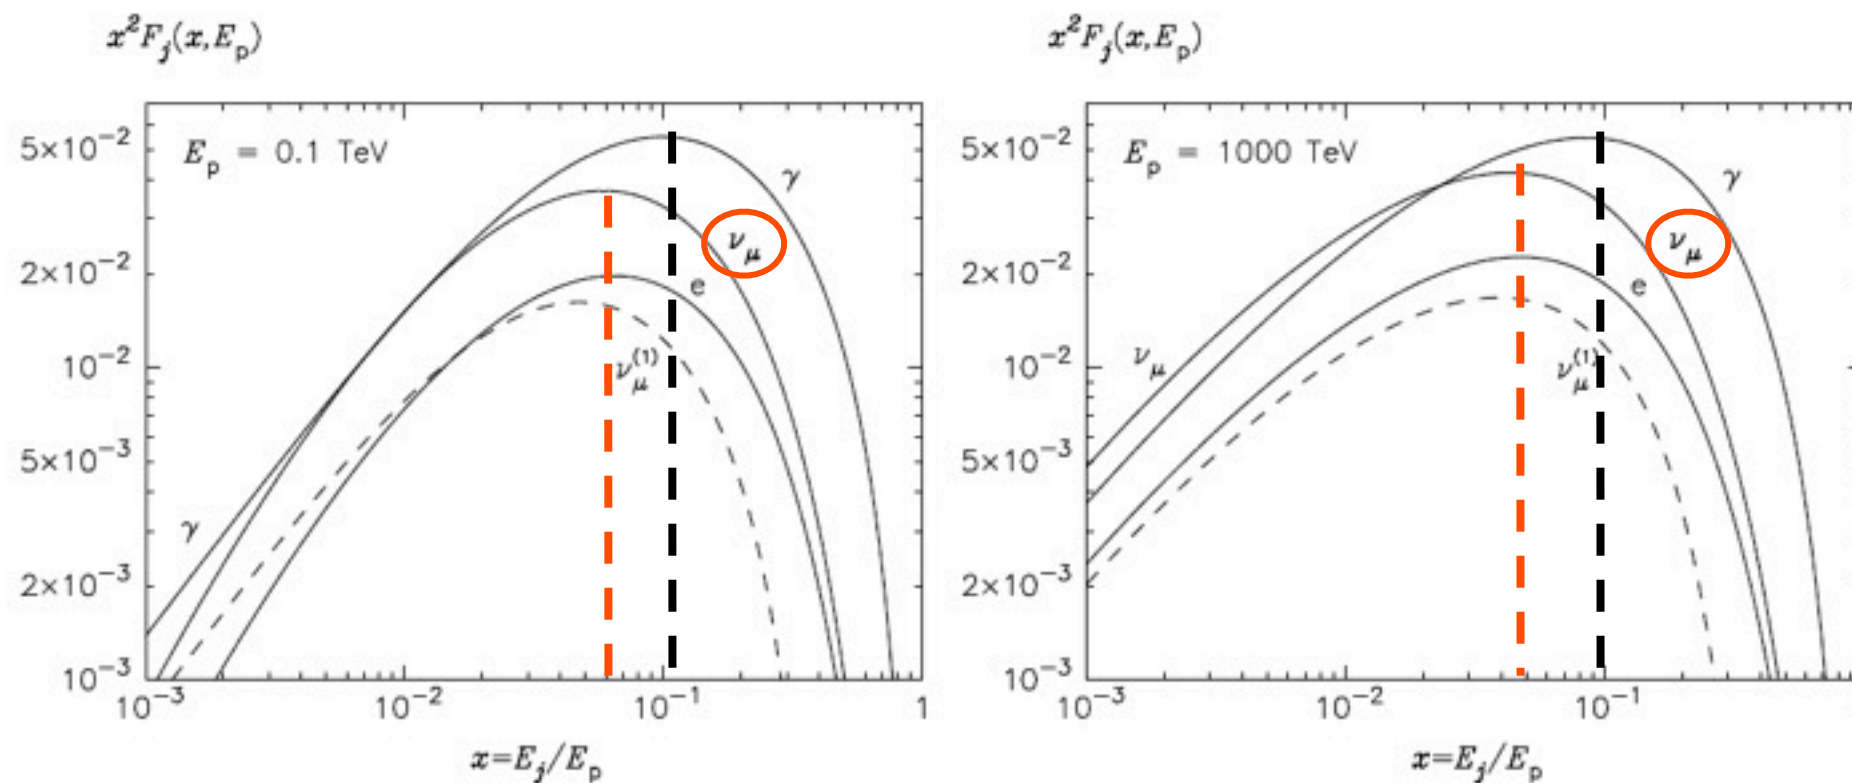 x²F_j(x,E_p)
5×10⁻²
2×10⁻²
10⁻²
5×10⁻³
2×10⁻³
10⁻³
E_p = 0.1 TeV
γ
ν_μ
e
ν_μ^(1)
γ
10⁻³
10⁻²
10⁻¹
1
x=E_j/E_p
x²F_j(x,E_p)
5×10⁻²
2×10⁻²
10⁻²
5×10⁻³
2×10⁻³
10⁻³
E_p = 1000 TeV
γ
ν_μ
e
ν_μ
ν_μ^(1)
10⁻³
10⁻²
10⁻¹
x=E_j/E_p